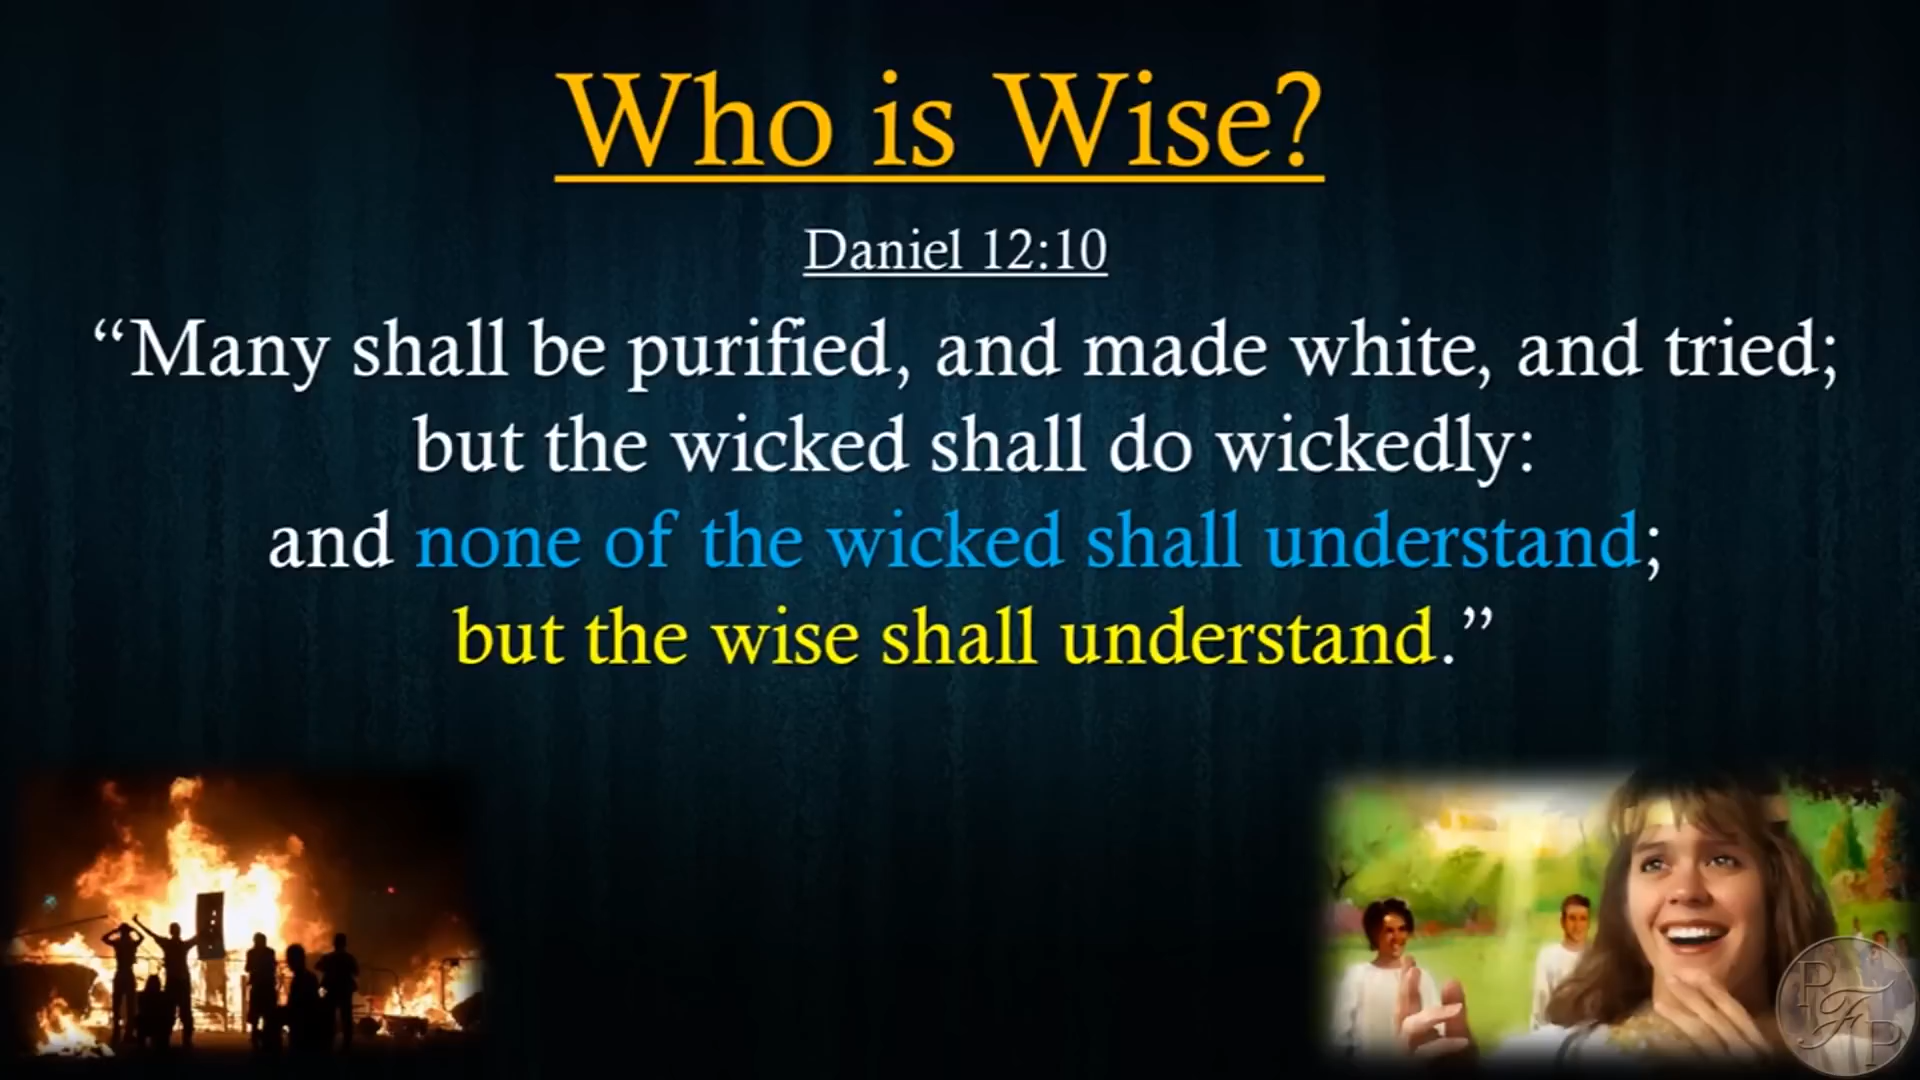 Who is Wise?
Daniel 12:10
“Many shall be purified, and made white, and tried;
but the wicked shall do wickedly:
and none of the wicked shall understand;
but the wise shall understand.”
PFP